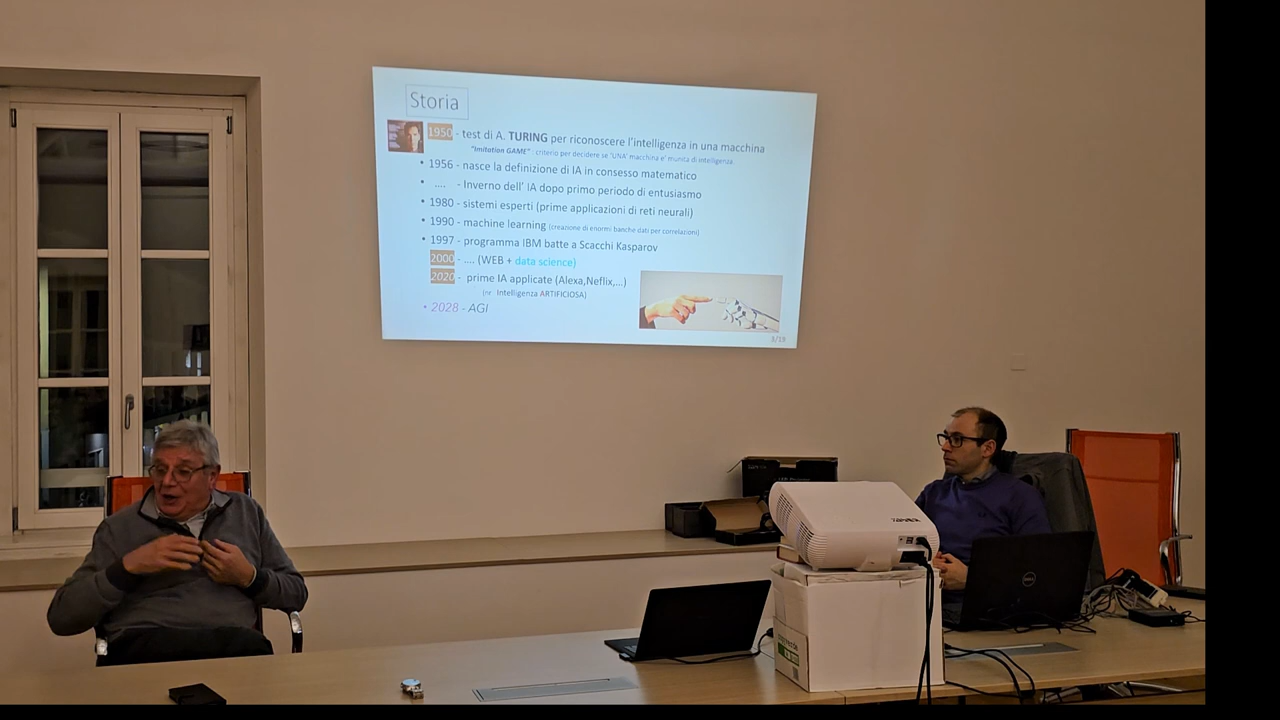 Storia
1950 - test di A. TURING per riconoscere l'intelligenza in una macchina
"Imitation GAME" : criterio per decidere se 'UNA' macchina e' munita di intelligenza.
• 1956 - nasce la definizione di IA in consesso matematico
• .... - Inverno dell' IA dopo primo periodo di entusiasmo
• 1980 - sistemi esperti (prime applicazioni di reti neurali)
• 1990 - machine learning (creazione di enormi banche dati per correlazioni)
• 1997 - programma IBM batte a Scacchi Kasparov
2000 - .... (WEB + data science)
2020 - prime IA applicate (Alexa,Neflix,...)
Intelligenza ARTIFICIOSA)
• 2028 - AGI
3/19
DELL